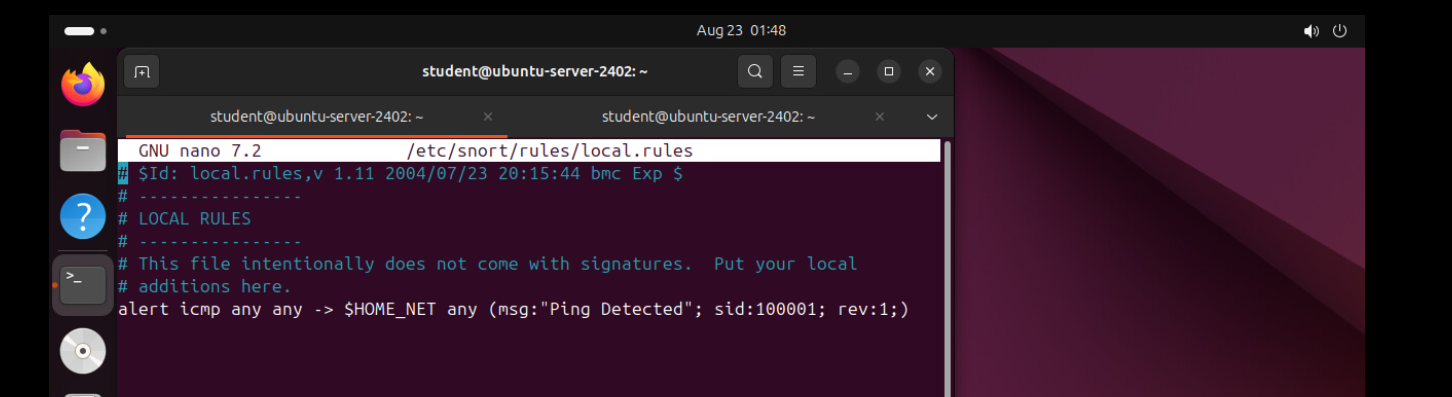 Aug 23 01:48
student@ubuntu-server-2402: ~
student@ubuntu-server-2402: ~ × student@ubuntu-server-2402: ~ ×
GNU nano 7.2 /etc/snort/rules/local.rules
# $Id: local.rules,v 1.11 2004/07/23 20:15:44 bmc Exp $
# ----------------
# LOCAL RULES
# ----------------
# This file intentionally does not come with signatures.  Put your local
# additions here.
alert icmp any any -> $HOME_NET any (msg:"Ping Detected"; sid:100001; rev:1;)